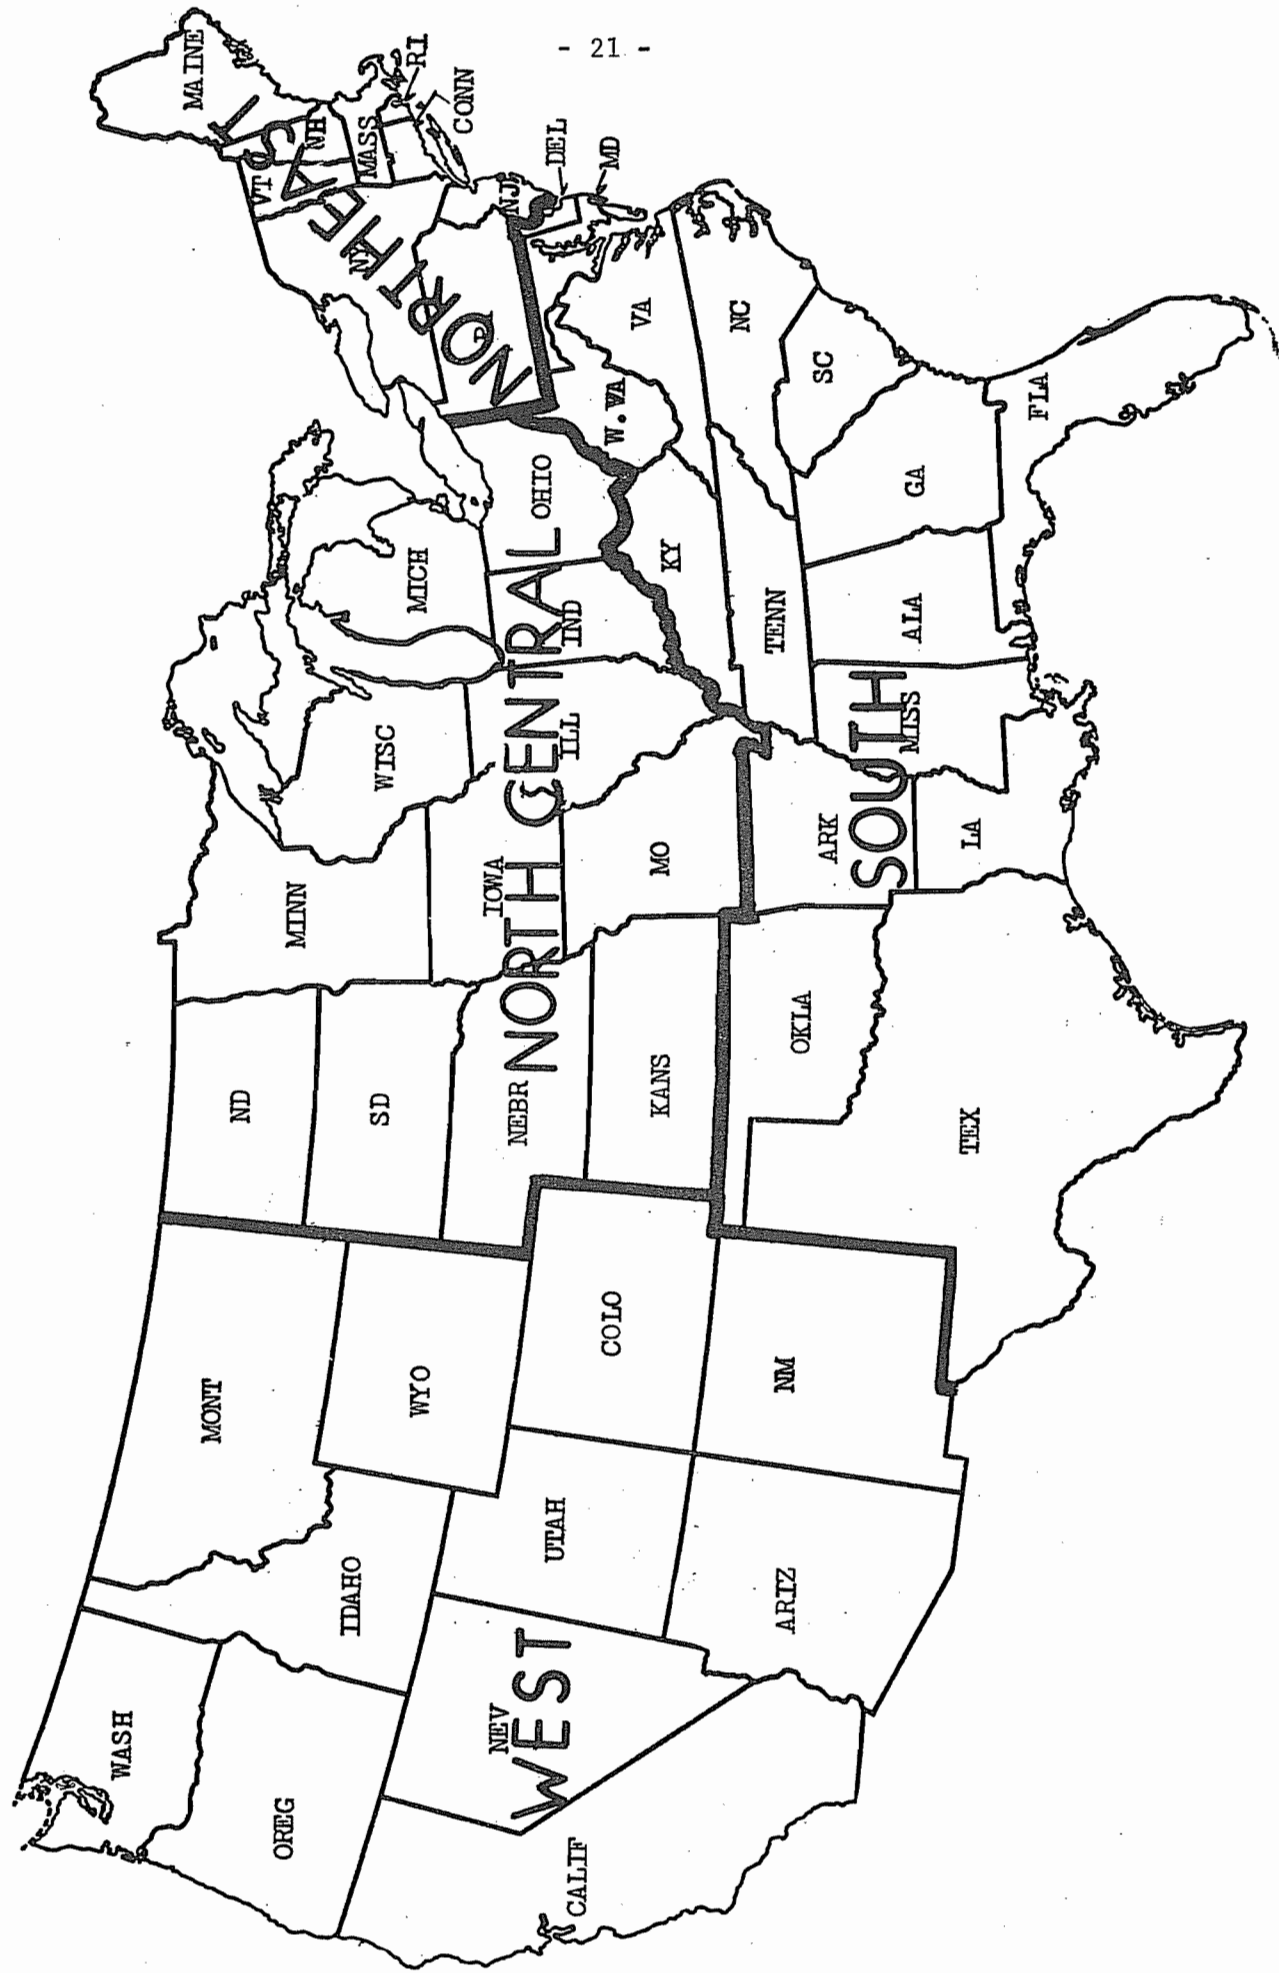 - 21 -
MAINE
VT
NH
MASS
RI
CONN
NY
NJ
P
DEL
MD
NORTHEAST
WASH
OREG
CALIF
NEV
IDAHO
MONT
WYO
UTAH
COLO
ARIZ
NM
WEST
ND
SD
NEBR
KANS
MINN
IOWA
MO
WISC
ILL
MICH
IND
OHIO
NORTH CENTRAL
W.VA
VA
KY
TENN
NC
SC
GA
FLA
ALA
MISS
ARK
LA
OKLA
TEX
SOUTH